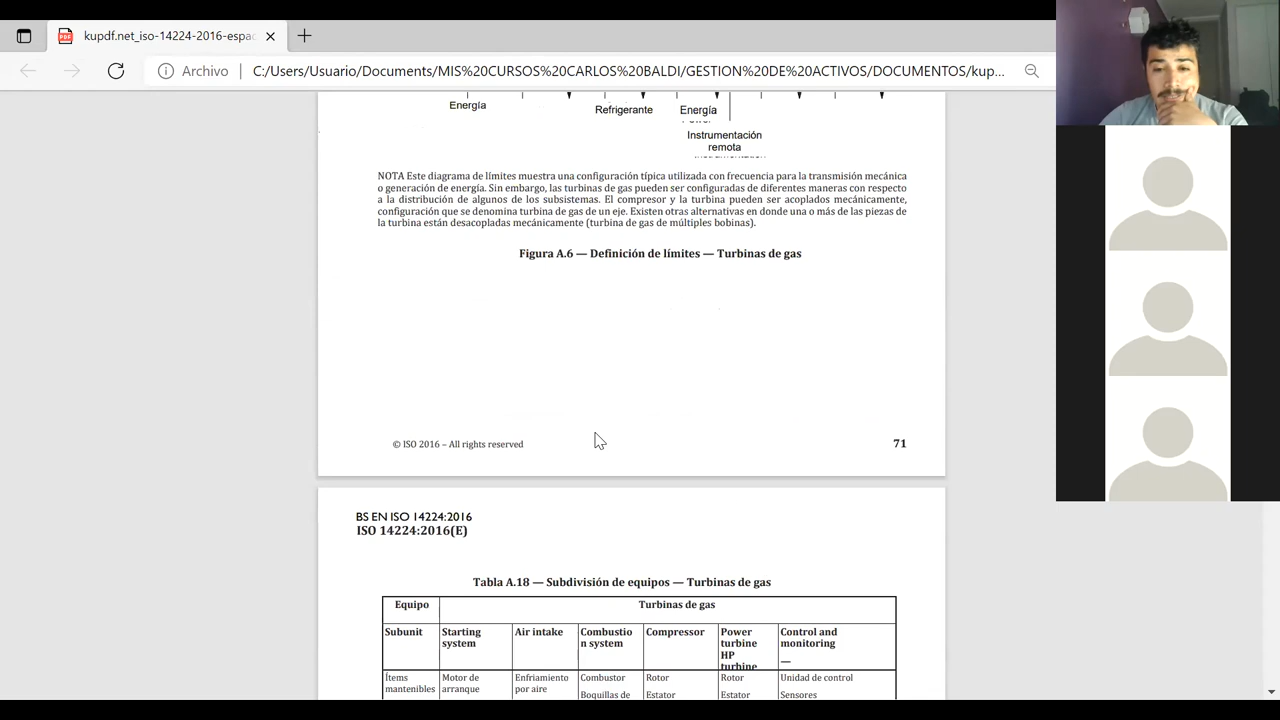 kupdf.net_iso-14224-2016-espac
Archivo
C:/Users/Usuario/Documents/MIS%20CURSOS%20CARLOS%20BALDI/GESTION%20DE%20ACTIVOS/DOCUMENTOS/kup...
Energía
Refrigerante
Energía
Instrumentación
remota
NOTA Este diagrama de límites muestra una configuración típica utilizada con frecuencia para la transmisión mecánica
o generación de energía. Sin embargo, las turbinas de gas pueden ser configuradas de diferentes maneras con respecto
a la distribución de algunos de los subsistemas. El compresor y la turbina pueden ser acoplados mecánicamente,
configuración que se denomina turbina de gas de un eje. Existen otras alternativas en donde una o más de las piezas de
la turbina están desacopladas mecánicamente (turbina de gas de múltiples bobinas).
Figura A.6 — Definición de límites — Turbinas de gas
© ISO 2016 – All rights reserved
71
BS EN ISO 14224:2016
ISO 14224:2016(E)
Tabla A.18 — Subdivisión de equipos — Turbinas de gas
Equipo
Turbinas de gas
Subunit
Starting
system
Air intake
Combustio
n system
Compressor
Power
turbine
HP
turbine
Control and
monitoring
—
Ítems
mantenibles
Motor de
arranque
Enfriamiento
por aire
Combustor
Boquillas de
Rotor
Estator
Rotor
Estator
Unidad de control
Sensores